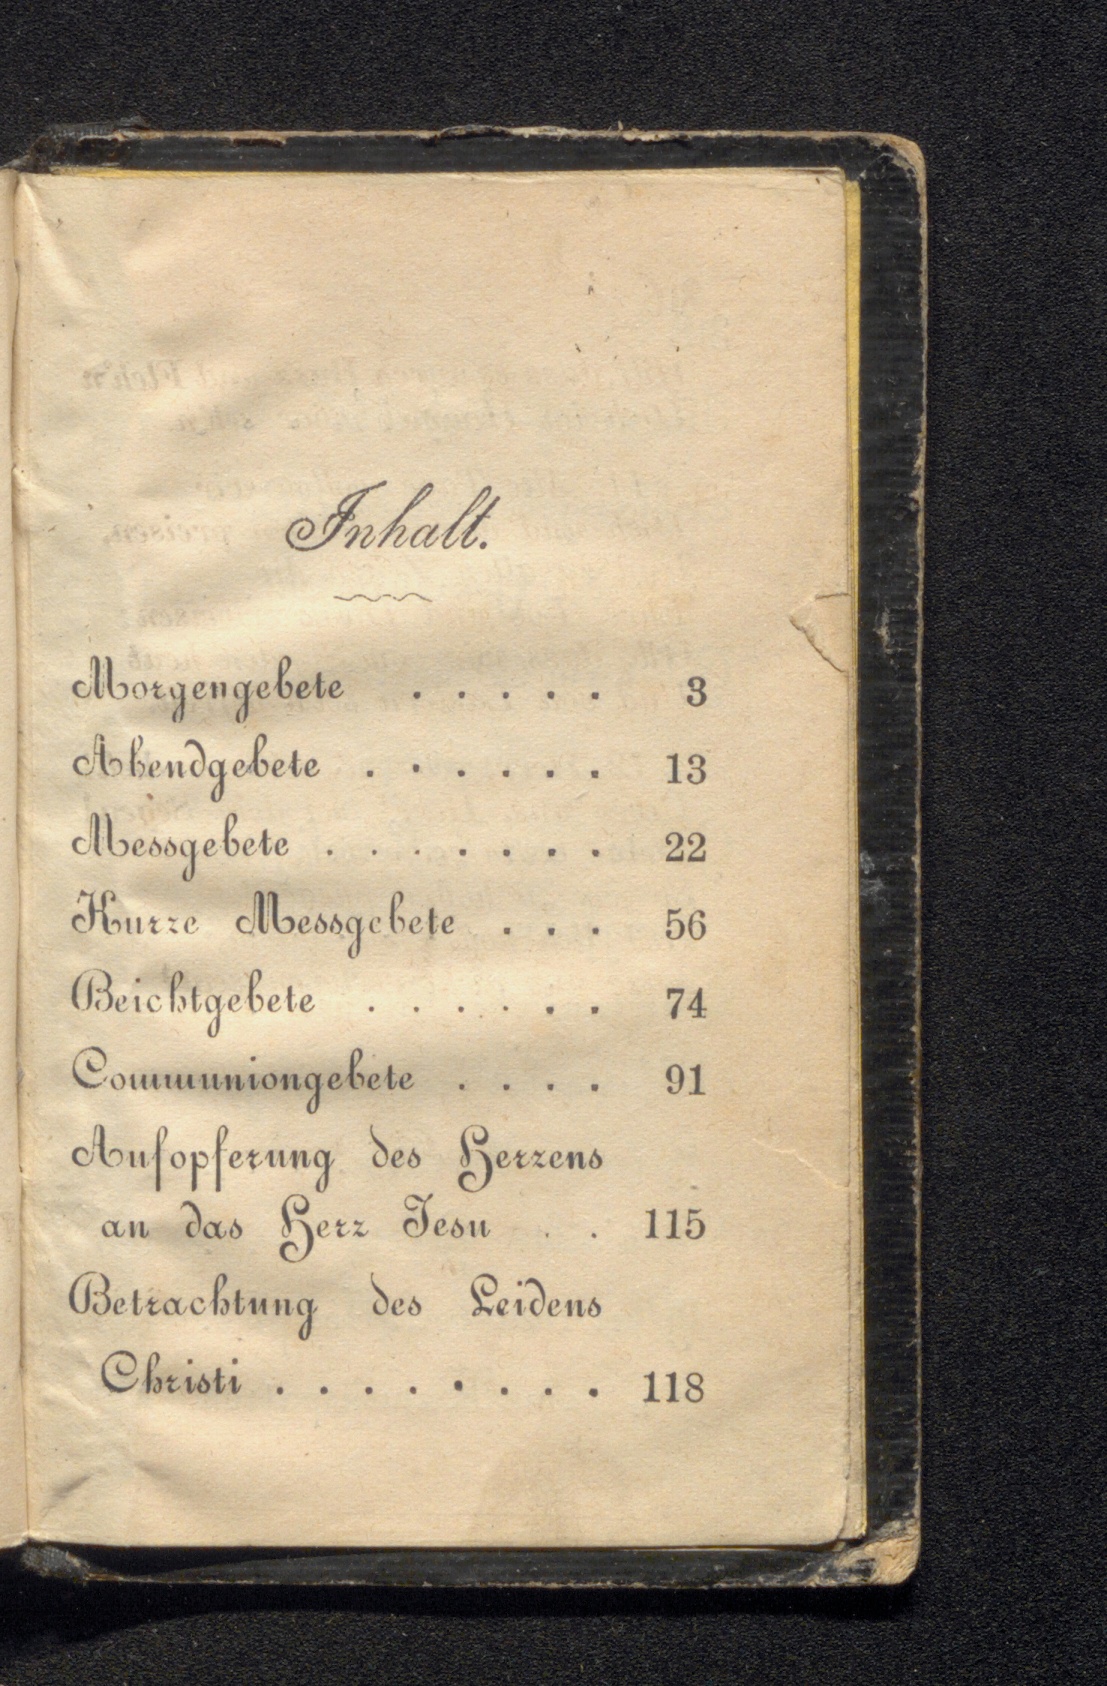 Inhalt.
Morgengebete . . . . . 3
Abendgebete . . . . . . 13
Messgebete . . . . . . . 22
Kurze Messgebete . . . 56
Beichtgebete . . . . . . 74
Communiongebete . . . . 91
Aufopferung des Herzens
an das Herz Jesu . . 115
Betrachtung des Leidens
Christi . . . . . . . . 118